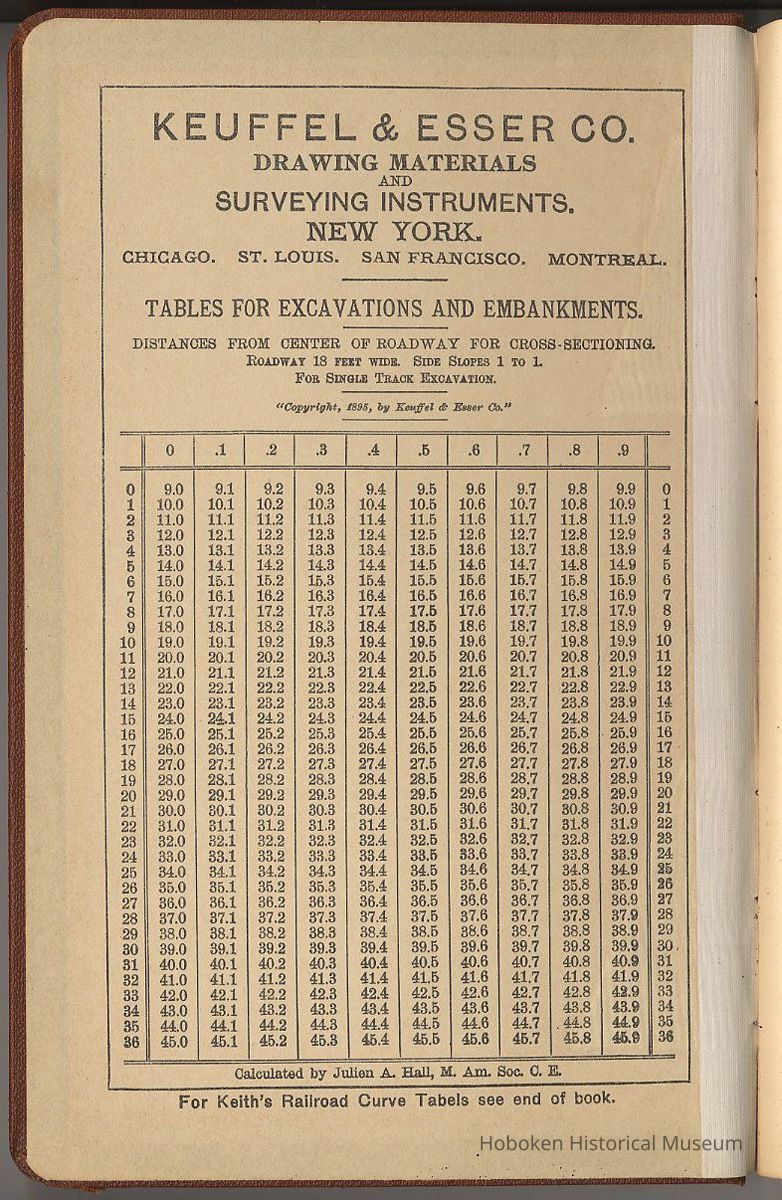 KEUFFEL & ESSER CO.
DRAWING MATERIALS
AND
SURVEYING INSTRUMENTS.
NEW YORK.
CHICAGO. ST. LOUIS. SAN FRANCISCO. MONTREAL.
TABLES FOR EXCAVATIONS AND EMBANKMENTS.
DISTANCES FROM CENTER OF ROADWAY FOR CROSS-SECTIONING.
ROADWAY 18 FEET WIDE. SIDE SLOPES 1 TO 1.
FOR SINGLE TRACK EXCAVATION.
"Copyright, 1895, by Keuffel & Esser Co."
0 .1 .2 .3 .4 .5 .6 .7 .8 .9
0 9.0 9.1 9.2 9.3 9.4 9.5 9.6 9.7 9.8 9.9 0
1 10.0 10.1 10.2 10.3 10.4 10.5 10.6 10.7 10.8 10.9 1
2 11.0 11.1 11.2 11.3 11.4 11.5 11.6 11.7 11.8 11.9 2
3 12.0 12.1 12.2 12.3 12.4 12.5 12.6 12.7 12.8 12.9 3
4 13.0 13.1 13.2 13.3 13.4 13.5 13.6 13.7 13.8 13.9 4
5 14.0 14.1 14.2 14.3 14.4 14.5 14.6 14.7 14.8 14.9 5
6 15.0 15.1 15.2 15.3 15.4 15.5 15.6 15.7 15.8 15.9 6
7 16.0 16.1 16.2 16.3 16.4 16.5 16.6 16.7 16.8 16.9 7
8 17.0 17.1 17.2 17.3 17.4 17.5 17.6 17.7 17.8 17.9 8
9 18.0 18.1 18.2 18.3 18.4 18.5 18.6 18.7 18.8 18.9 9
10 19.0 19.1 19.2 19.3 19.4 19.5 19.6 19.7 19.8 19.9 10
11 20.0 20.1 20.2 20.3 20.4 20.5 20.6 20.7 20.8 20.9 11
12 21.0 21.1 21.2 21.3 21.4 21.5 21.6 21.7 21.8 21.9 12
13 22.0 22.1 22.2 22.3 22.4 22.5 22.6 22.7 22.8 22.9 13
14 23.0 23.1 23.2 23.3 23.4 23.5 23.6 23.7 23.8 23.9 14
15 24.0 24.1 24.2 24.3 24.4 24.5 24.6 24.7 24.8 24.9 15
16 25.0 25.1 25.2 25.3 25.4 25.5 25.6 25.7 25.8 25.9 16
17 26.0 26.1 26.2 26.3 26.4 26.5 26.6 26.7 26.8 26.9 17
18 27.0 27.1 27.2 27.3 27.4 27.5 27.6 27.7 27.8 27.9 18
19 28.0 28.1 28.2 28.3 28.4 28.5 28.6 28.7 28.8 28.9 19
20 29.0 29.1 29.2 29.3 29.4 29.5 29.6 29.7 29.8 29.9 20
21 30.0 30.1 30.2 30.3 30.4 30.5 30.6 30.7 30.8 30.9 21
22 31.0 31.1 31.2 31.3 31.4 31.5 31.6 31.7 31.8 31.9 22
23 32.0 32.1 32.2 32.3 32.4 32.5 32.6 32.7 32.8 32.9 23
24 33.0 33.1 33.2 33.3 33.4 33.5 33.6 33.7 33.8 33.9 24
25 34.0 34.1 34.2 34.3 34.4 34.5 34.6 34.7 34.8 34.9 25
26 35.0 35.1 35.2 35.3 35.4 35.5 35.6 35.7 35.8 35.9 26
27 36.0 36.1 36.2 36.3 36.4 36.5 36.6 36.7 36.8 36.9 27
28 37.0 37.1 37.2 37.3 37.4 37.5 37.6 37.7 37.8 37.9 28
29 38.0 38.1 38.2 38.3 38.4 38.5 38.6 38.7 38.8 38.9 29
30 39.0 39.1 39.2 39.3 39.4 39.5 39.6 39.7 39.8 39.9 30
31 40.0 40.1 40.2 40.3 40.4 40.5 40.6 40.7 40.8 40.9 31
32 41.0 41.1 41.2 41.3 41.4 41.5 41.6 41.7 41.8 41.9 32
33 42.0 42.1 42.2 42.3 42.4 42.5 42.6 42.7 42.8 42.9 33
34 43.0 43.1 43.2 43.3 43.4 43.5 43.6 43.7 43.8 43.9 34
35 44.0 44.1 44.2 44.3 44.4 44.5 44.6 44.7 44.8 44.9 35
36 45.0 45.1 45.2 45.3 45.4 45.5 45.6 45.7 45.8 45.9 36
Calculated by Julien A. Hall, M. Am. Soc. C. E.
For Keith's Railroad Curve Tabels see end of book.
Hoboken Historical Museum